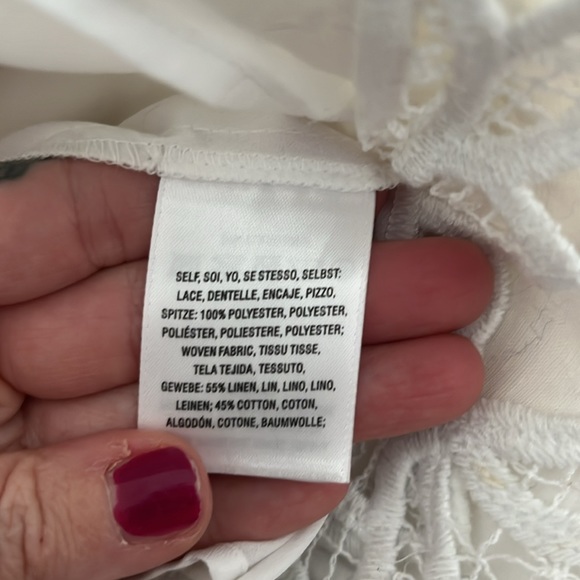 SELF, SOI, YO, SE STESSO, SELBST:
LACE, DENTELLE, ENCAJE, PIZZO,
SPITZE: 100% POLYESTER, POLYESTER,
POLIÉSTER, POLIESTERE, POLYESTER;
WOVEN FABRIC, TISSU TISSE,
TELA TEJIDA, TESSUTO,
GEWEBE: 55% LINEN, LIN, LINO, LINO,
LEINEN; 45% COTTON, COTON,
ALGODÓN, COTONE, BAUMWOLLE;